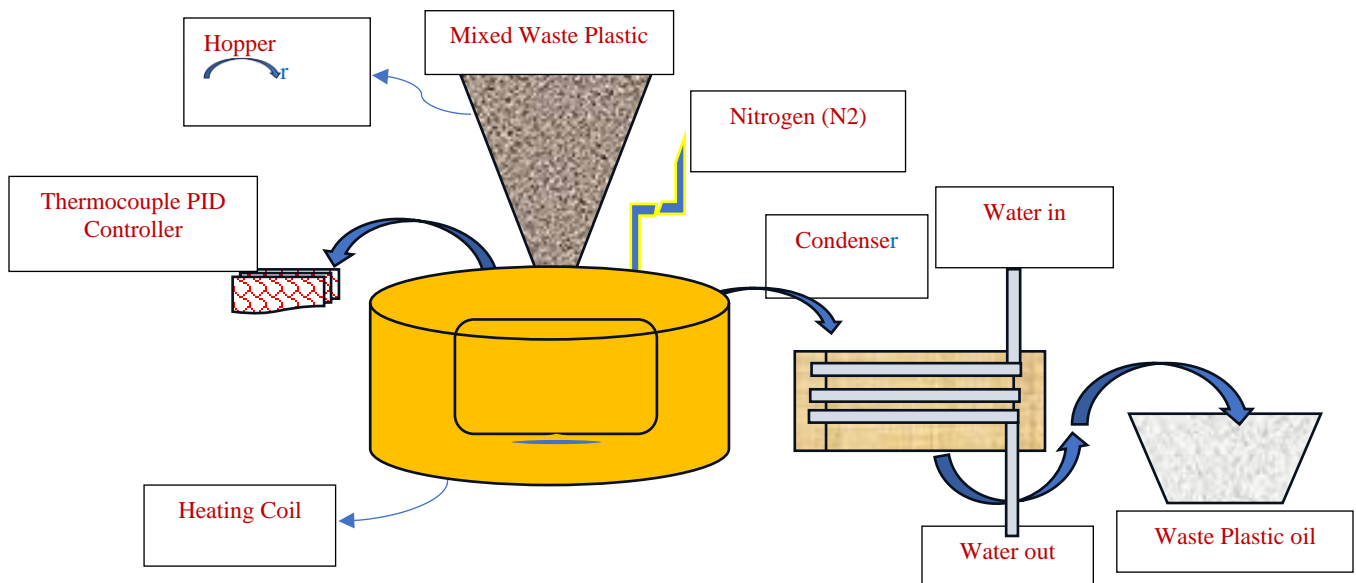 Mixed Waste Plastic
Hopper
r
Nitrogen (N2)
Thermocouple PID
Controller
Water in
Condenser
Heating Coil
Water out
Waste Plastic oil